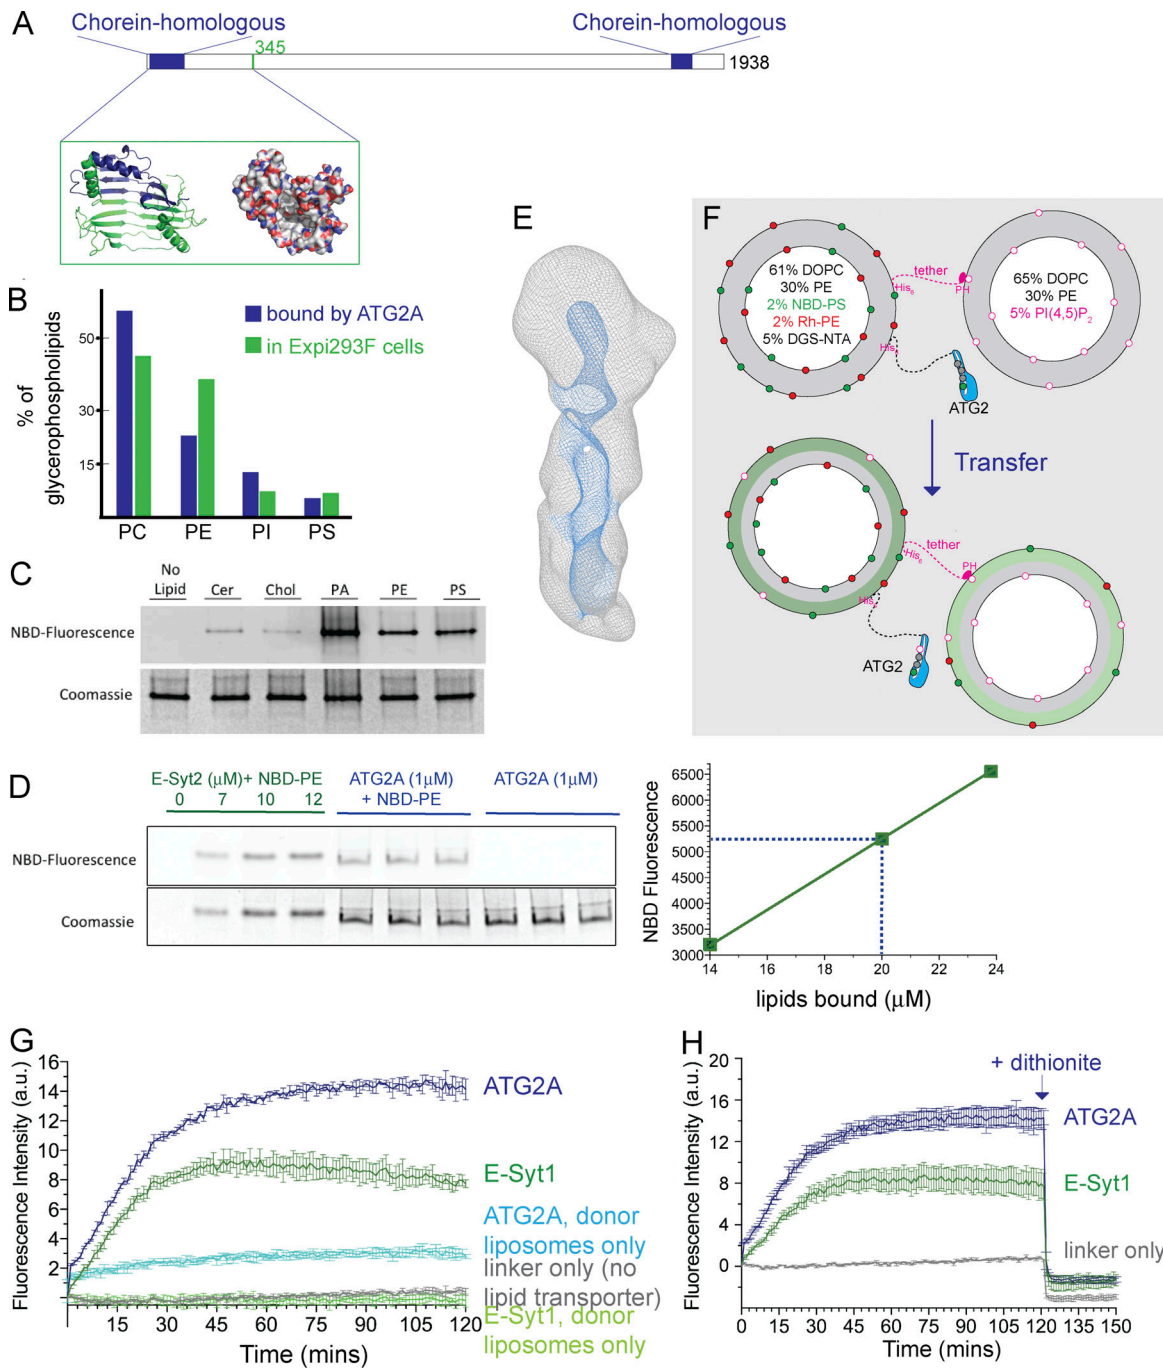 A
Chorein-homologous
Chorein-homologous
345
1938
B
% of
glycerophospholipids
50
30
15
bound by ATG2A
in Expi293F cells
PC PE PI PS
C
No
Lipid Cer Chol PA PE PS
NBD-Fluorescence
Coomassie
D
E-Syt2 (μM)+ NBD-PE
0 7 10 12
ATG2A (1μM)
+ NBD-PE
ATG2A (1μM)
NBD-Fluorescence
Coomassie
NBD Fluorescence
6500
6000
5500
5000
4500
4000
3500
3000
14 16 18 20 22 24
lipids bound (μM)
E
F
61% DOPC
30% PE
2% NBD-PS
2% Rh-PE
5% DGS-NTA
tether
His6
PH
65% DOPC
30% PE
5% PI(4,5)P2
ATG2
Transfer
tether
His6
PH
ATG2
G
Fluorescence Intensity (a.u.)
16
14
12
10
8
6
4
2
15 30 45 60 75 90 105 120
Time (mins)
ATG2A
E-Syt1
ATG2A, donor
liposomes only
linker only (no
lipid transporter)
E-Syt1, donor
liposomes only
H
Fluorescence Intensity (a.u.)
20
16
12
8
4
0
0 15 30 45 60 75 90 105 120 135 150
Time (mins)
+ dithionite
ATG2A
E-Syt1
linker only